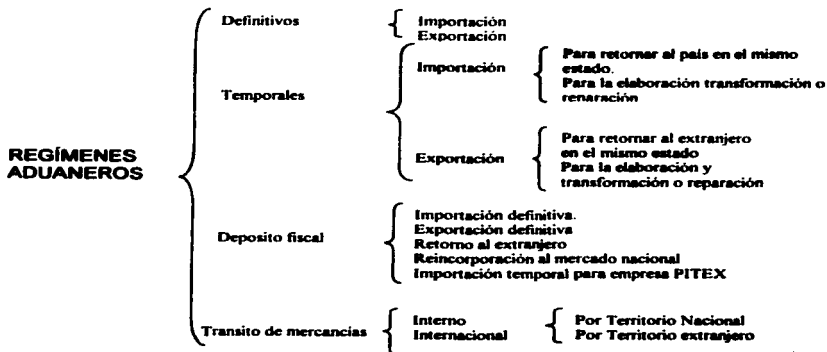 REGÍMENES
ADUANEROS
Definitivos
Importación
Exportación
Temporales
Importación
Para retornar al país en el mismo
estado.
Para la elaboración transformación o
reparación
Exportación
Para retornar al extranjero
en el mismo estado
Para la elaboración y
transformación o reparación
Deposito fiscal
Importación definitiva.
Exportación definitiva
Retorno al extranjero
Reincorporación al mercado nacional
Importación temporal para empresa PITEX
Transito de mercancías
Interno
Internacional
Por Territorio Nacional
Por Territorio extranjero